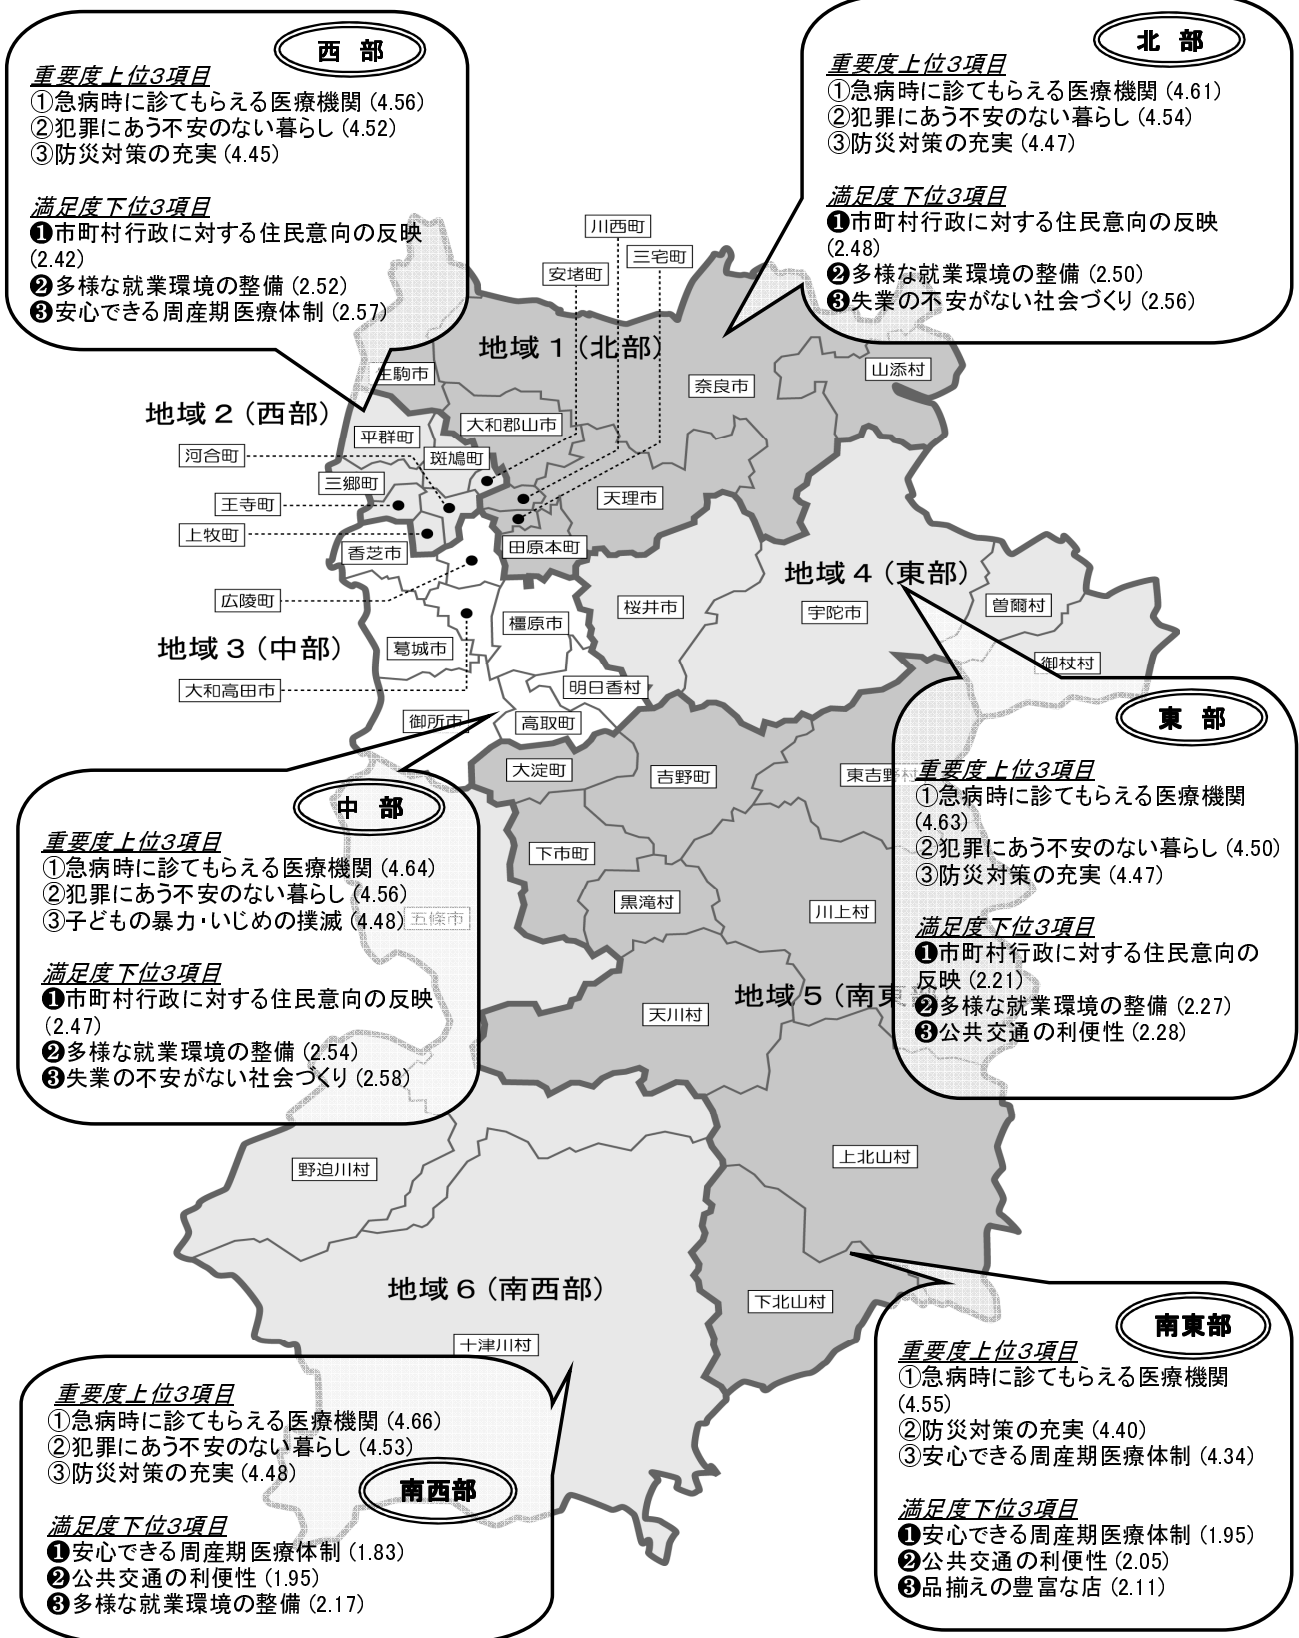 西 部
重要度上位3項目
①急病時に診てもらえる医療機関 (4.56)
②犯罪にあう不安のない暮らし (4.52)
③防災対策の充実 (4.45)
満足度下位3項目
❶市町村行政に対する住民意向の反映
(2.42)
❷多様な就業環境の整備 (2.52)
❸安心できる周産期医療体制 (2.57)
北 部
重要度上位3項目
①急病時に診てもらえる医療機関 (4.61)
②犯罪にあう不安のない暮らし (4.54)
③防災対策の充実 (4.47)
満足度下位3項目
❶市町村行政に対する住民意向の反映
(2.48)
❷多様な就業環境の整備 (2.50)
❸失業の不安がない社会づくり (2.56)
川西町
三宅町
安堵町
地域1(北部)
生駒市
奈良市
山添村
地域2(西部)
大和郡山市
平群町
河合町
斑鳩町
三郷町
天理市
王寺町
上牧町
香芝市
田原本町
地域4(東部)
広陵町
桜井市
宇陀市
曽爾村
橿原市
地域3(中部)
葛城市
御杖村
大和高田市
明日香村
御所市
高取町
大淀町
吉野町
東吉野村
下市町
黒滝村
川上村
五條市
地域5(南東
天川村
東 部
重要度上位3項目
①急病時に診てもらえる医療機関
(4.63)
②犯罪にあう不安のない暮らし (4.50)
③防災対策の充実 (4.47)
満足度下位3項目
❶市町村行政に対する住民意向の
反映 (2.21)
❷多様な就業環境の整備 (2.27)
❸公共交通の利便性 (2.28)
中 部
重要度上位3項目
①急病時に診てもらえる医療機関 (4.64)
②犯罪にあう不安のない暮らし (4.56)
③子どもの暴力・いじめの撲滅 (4.48)
満足度下位3項目
❶市町村行政に対する住民意向の反映
(2.47)
❷多様な就業環境の整備 (2.54)
❸失業の不安がない社会づくり (2.58)
上北山村
野迫川村
地域6(南西部)
下北山村
十津川村
南東部
重要度上位3項目
①急病時に診てもらえる医療機関
(4.55)
②防災対策の充実 (4.40)
③安心できる周産期医療体制 (4.34)
満足度下位3項目
❶安心できる周産期医療体制 (1.95)
❷公共交通の利便性 (2.05)
❸品揃えの豊富な店 (2.11)
重要度上位3項目
①急病時に診てもらえる医療機関 (4.66)
②犯罪にあう不安のない暮らし (4.53)
③防災対策の充実 (4.48)
南西部
満足度下位3項目
❶安心できる周産期医療体制 (1.83)
❷公共交通の利便性 (1.95)
❸多様な就業環境の整備 (2.17)